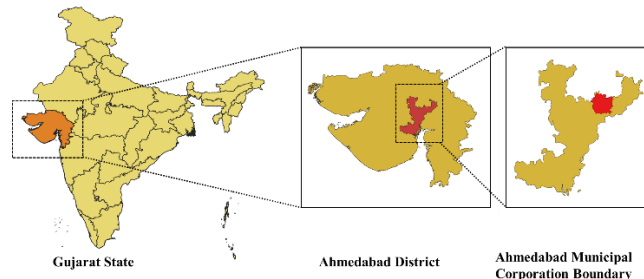 Gujarat State
Ahmedabad District
Ahmedabad Municipal
Corporation Boundary